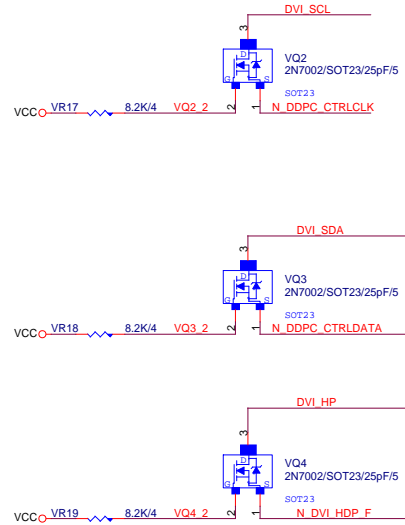 DVI_SCL
3
D
VQ2
2N7002/SOT23/25pF/5
G S
SOT23
2 1
VCC VR17 8.2K/4 VQ2_2 N_DDPC_CTRLCLK
DVI_SDA
3
D
VQ3
2N7002/SOT23/25pF/5
G S
SOT23
2 1
VCC VR18 8.2K/4 VQ3_2 N_DDPC_CTRLDATA
DVI_HP
3
D
VQ4
2N7002/SOT23/25pF/5
G S
SOT23
2 1
VCC VR19 8.2K/4 VQ4_2 N_DVI_HDP_F